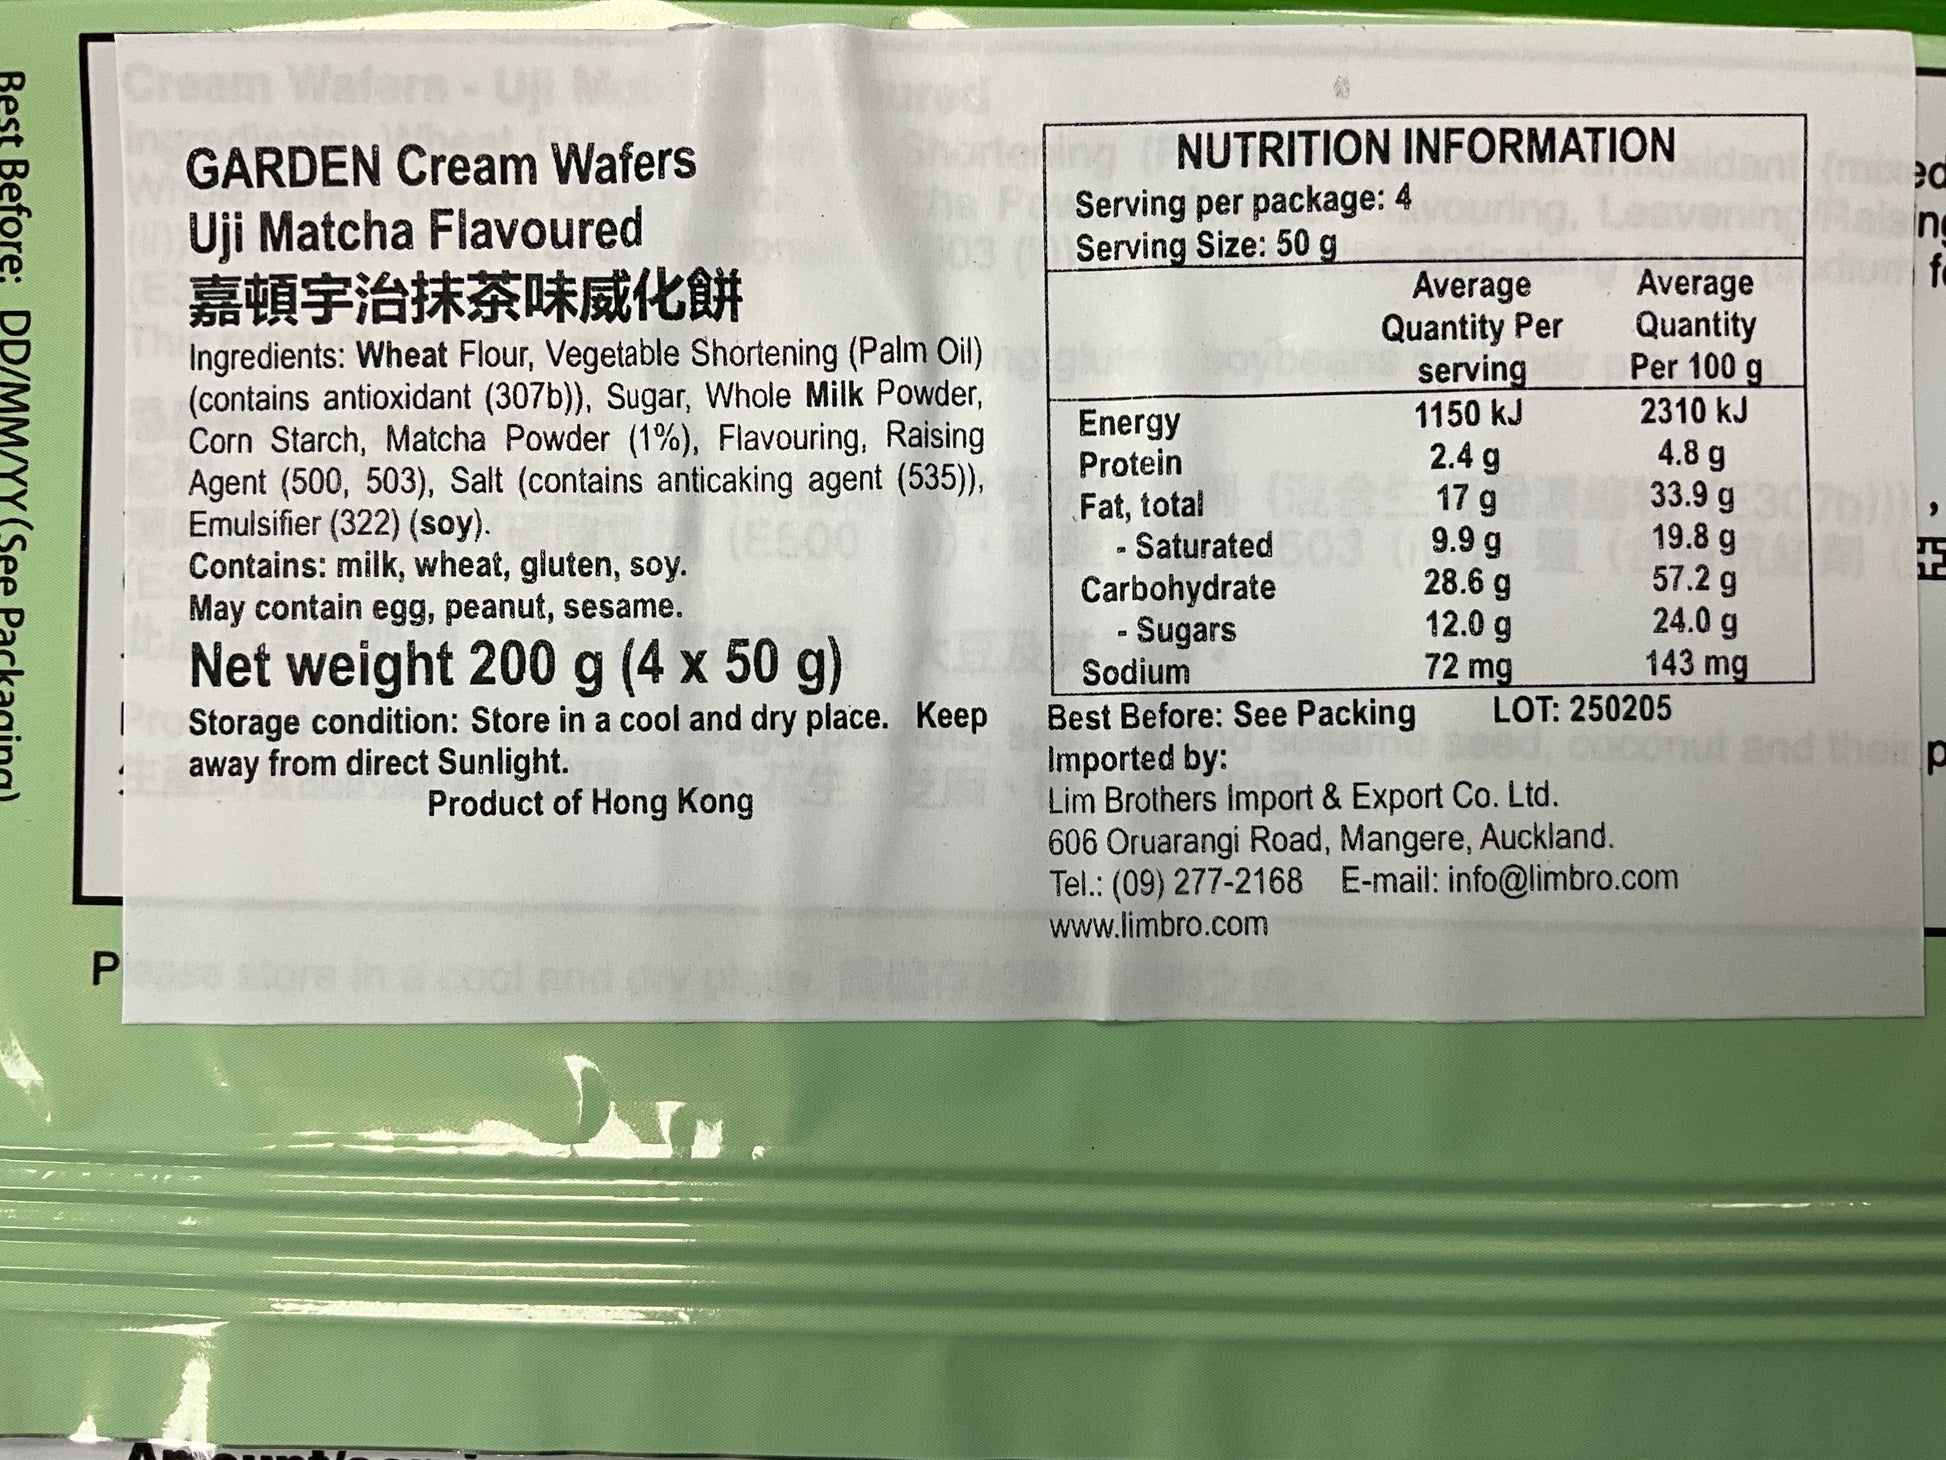 Best Before: DD/MM/YY (See Packaging)
GARDEN Cream Wafers
Uji Matcha Flavoured
嘉頓宇治抹茶味威化餅
Ingredients: Wheat Flour, Vegetable Shortening (Palm Oil)
(contains antioxidant (307b)), Sugar, Whole Milk Powder,
Corn Starch, Matcha Powder (1%), Flavouring, Raising
Agent (500, 503), Salt (contains anticaking agent (535)),
Emulsifier (322) (soy).
Contains: milk, wheat, gluten, soy.
May contain egg, peanut, sesame.
Net weight 200 g (4 x 50 g)
Storage condition: Store in a cool and dry place. Keep
away from direct Sunlight.
Product of Hong Kong
NUTRITION INFORMATION
Serving per package: 4
Serving Size: 50 g
Average Quantity Per serving Average Quantity Per 100 g
Energy 1150 kJ 2310 kJ
Protein 2.4 g 4.8 g
Fat, total 17 g 33.9 g
- Saturated 9.9 g 19.8 g
Carbohydrate 28.6 g 57.2 g
- Sugars 12.0 g 24.0 g
Sodium 72 mg 143 mg
Best Before: See Packing LOT: 250205
Imported by:
Lim Brothers Import & Export Co. Ltd.
606 Oruarangi Road, Mangere, Auckland.
Tel.: (09) 277-2168 E-mail: info@limbro.com
www.limbro.com
Please store in a cool and dry place.